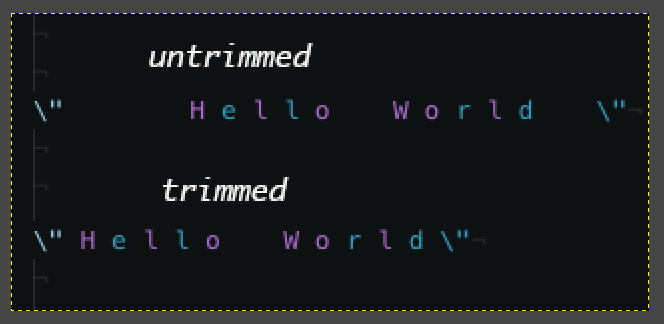 untrimmed
\"        H e l l o    W o r l d    \"¬
trimmed
\" H e l l o    W o r l d \"¬